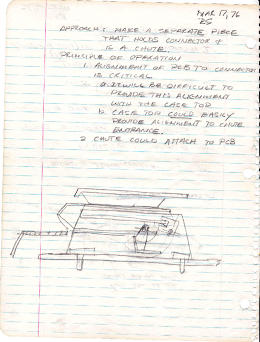 MAR 17, 76
RS
APPROACH: MAKE A SEPARATE PIECE
THAT HOLDS CONNECTOR &
IS A CHUTE.
PRINCIPLE OF OPERATION
1. ALIGNMENT OF PCB TO CONNECTOR
IS CRITICAL
a. IT WILL BE DIFFICULT TO
PROVIDE THIS ALIGNMENT
WITH THE CASE TOP
b. CASE TOP COULD EASILY
PROVIDE ALIGNMENT TO CHUTE
ENTRANCE.
2 CHUTE COULD ATTACH TO PCB